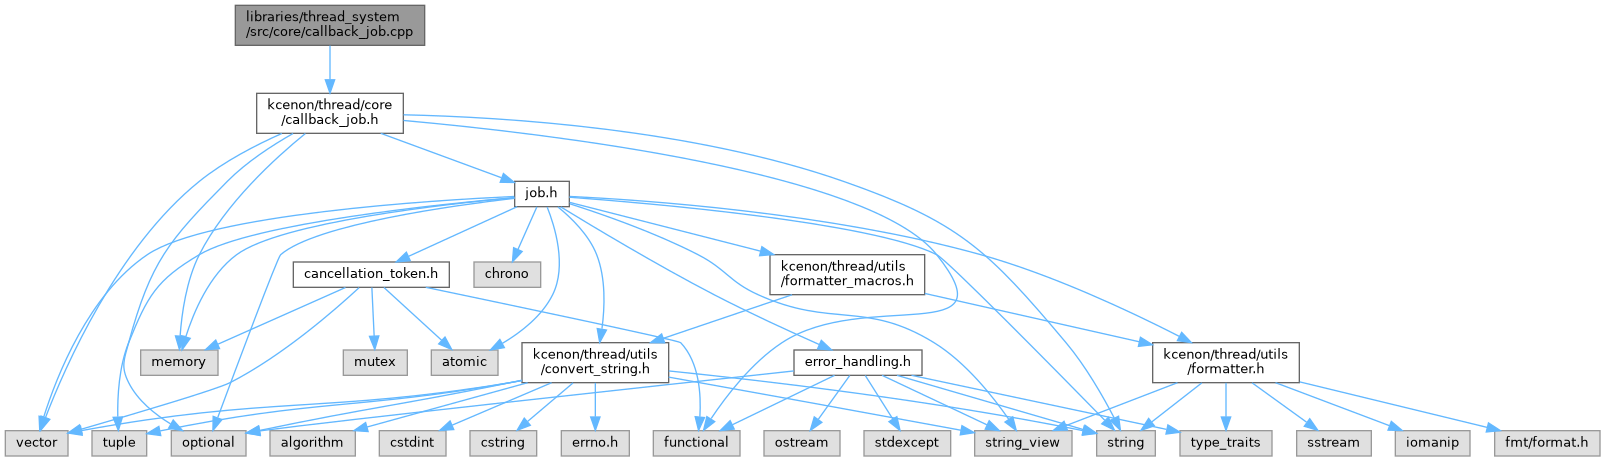 libraries/thread_system
/src/core/callback_job.cpp
kcenon/thread/core
/callback_job.h
job.h
cancellation_token.h
chrono
kcenon/thread/utils
/formatter_macros.h
memory
mutex
atomic
kcenon/thread/utils
/convert_string.h
error_handling.h
kcenon/thread/utils
/formatter.h
vector
tuple
optional
algorithm
cstdint
cstring
errno.h
functional
ostream
stdexcept
string_view
string
type_traits
sstream
iomanip
fmt/format.h